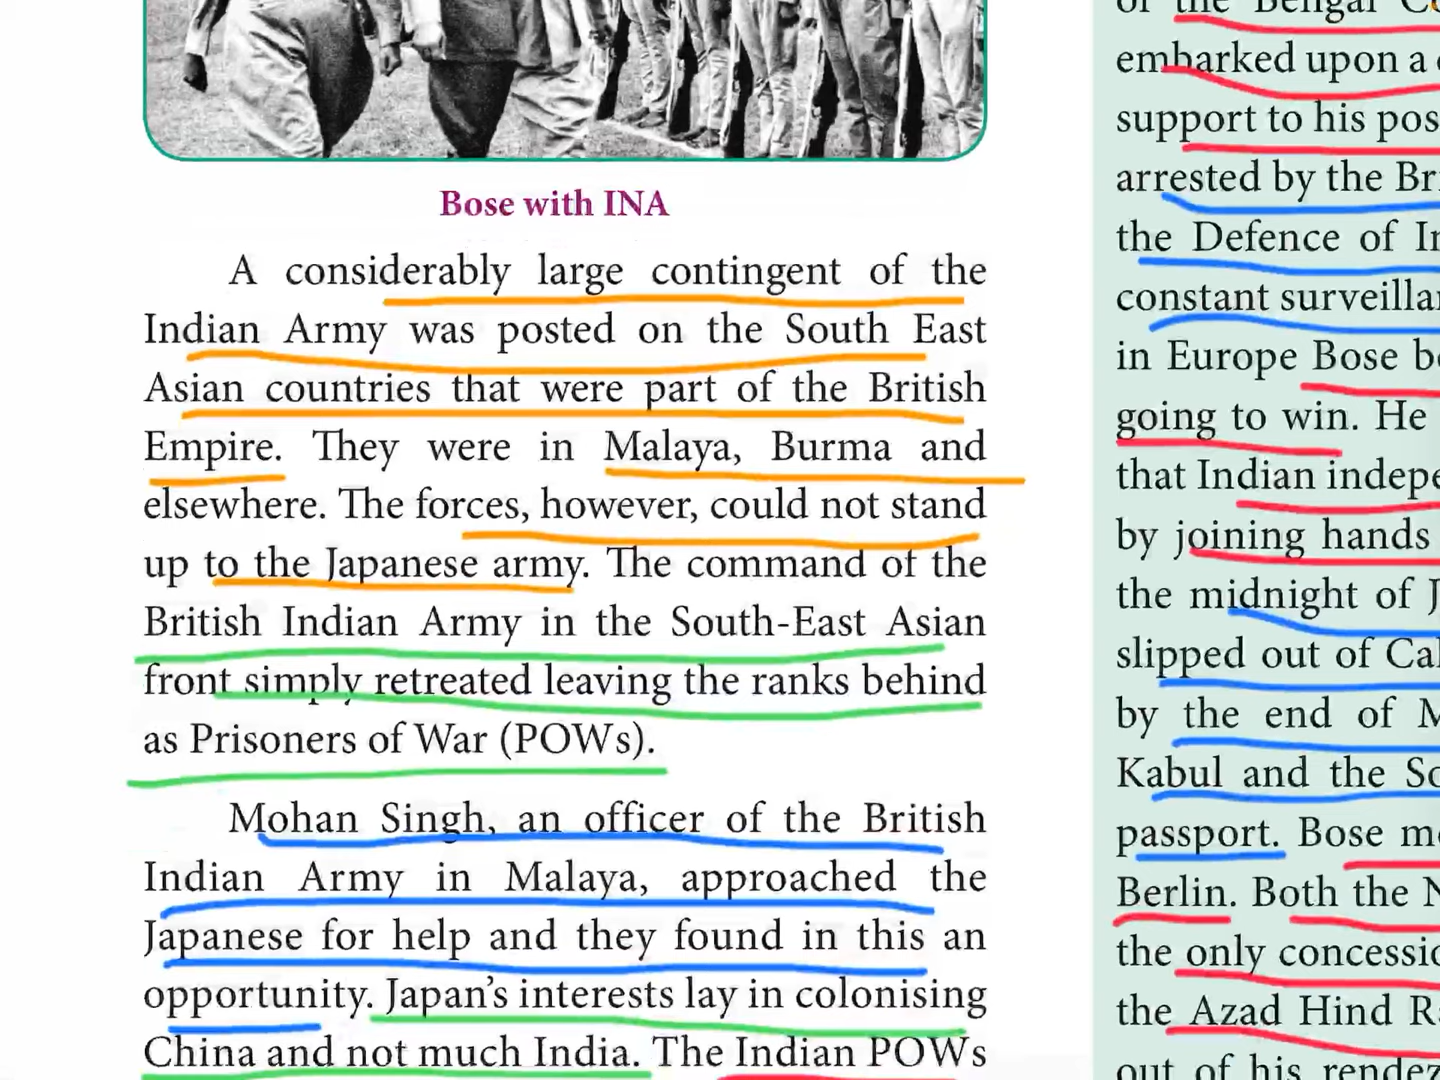 Bose with INA
A considerably large contingent of the
Indian Army was posted on the South East
Asian countries that were part of the British
Empire. They were in Malaya, Burma and
elsewhere. The forces, however, could not stand
up to the Japanese army. The command of the
British Indian Army in the South-East Asian
front simply retreated leaving the ranks behind
as Prisoners of War (POWs).
Mohan Singh, an officer of the British
Indian Army in Malaya, approached the
Japanese for help and they found in this an
opportunity. Japan's interests lay in colonising
China and not much India. The Indian POWs
of the Bengal
embarked upon a
support to his
arrested by the
the Defence of
constant
in Europe Bose
going to win. He
that Indian
by joining hands
the midnight of
slipped out of
by the end of
Kabul and the
passport. Bose
Berlin. Both the
the only
the Azad Hind
out of his